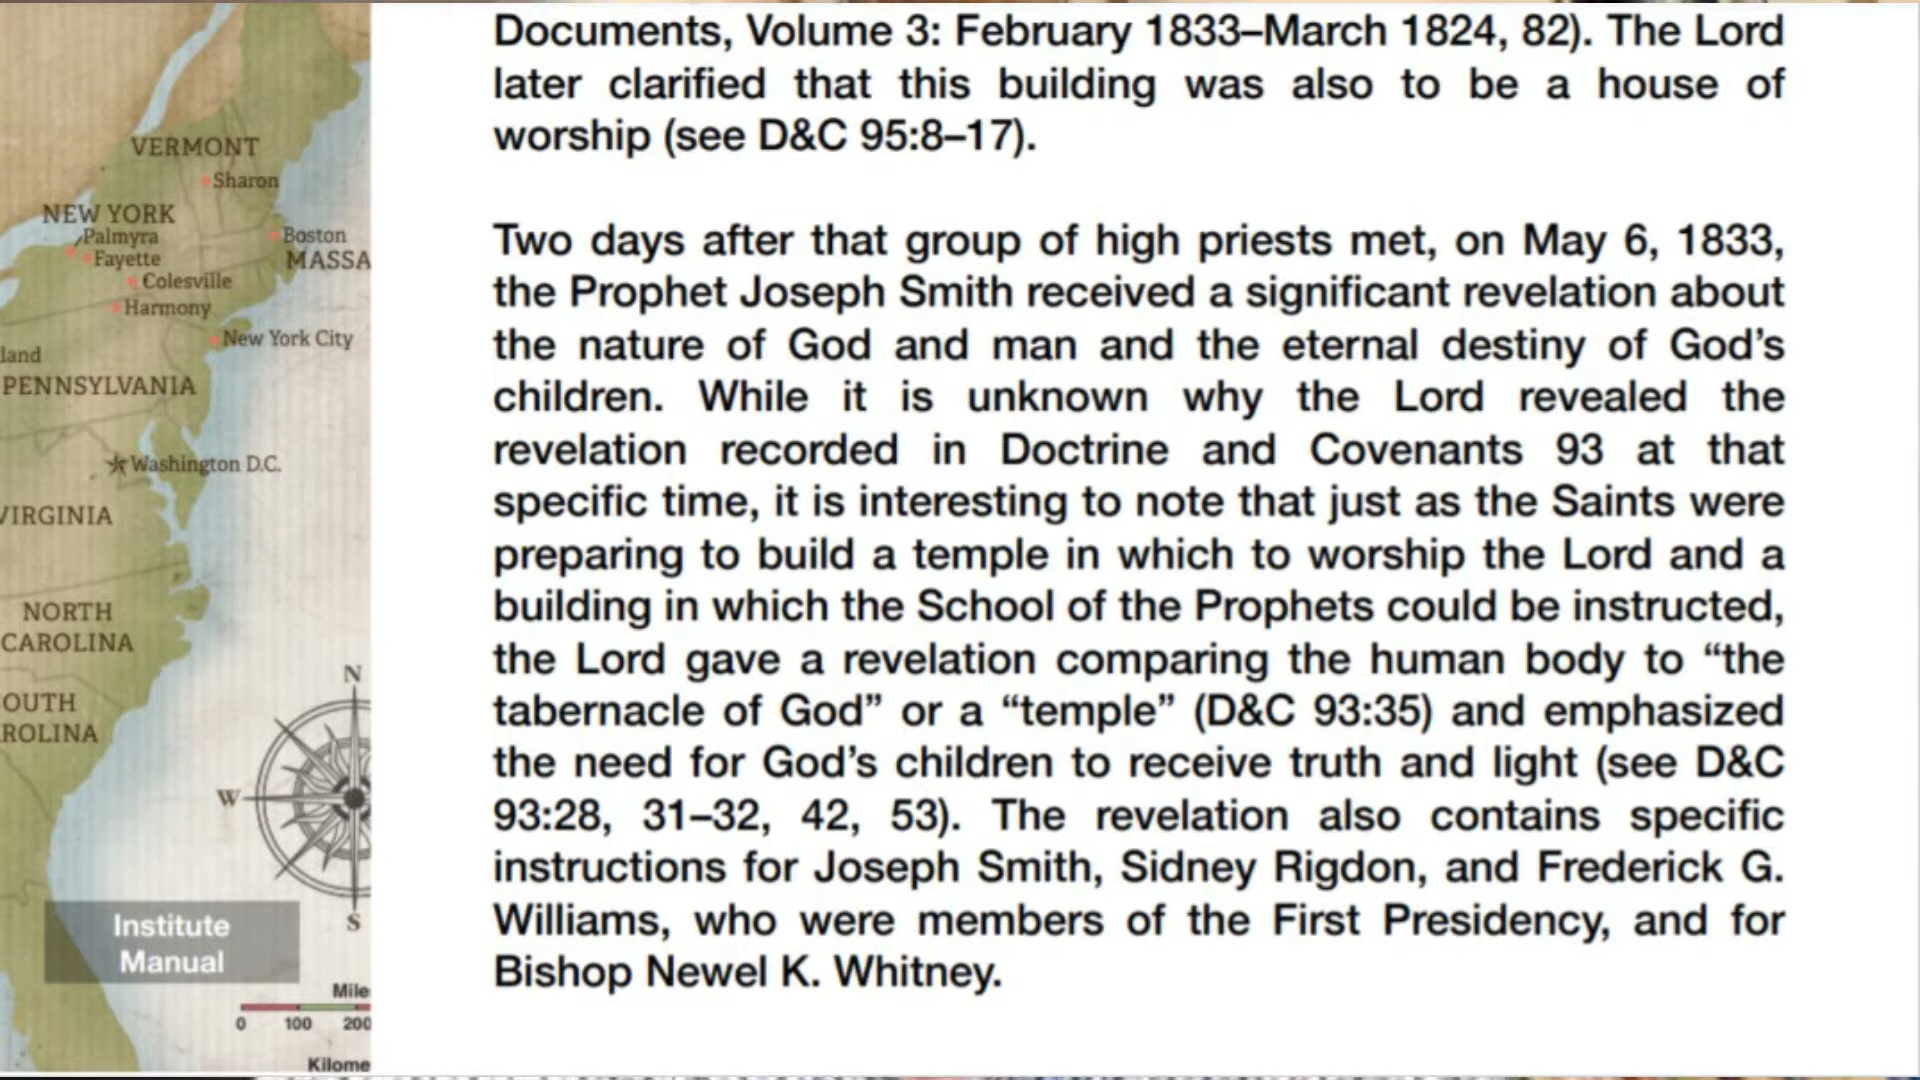 Documents, Volume 3: February 1833–March 1824, 82). The Lord
later clarified that this building was also to be a house of
worship (see D&C 95:8–17).
Two days after that group of high priests met, on May 6, 1833,
the Prophet Joseph Smith received a significant revelation about
the nature of God and man and the eternal destiny of God’s
children. While it is unknown why the Lord revealed the
revelation recorded in Doctrine and Covenants 93 at that
specific time, it is interesting to note that just as the Saints were
preparing to build a temple in which to worship the Lord and a
building in which the School of the Prophets could be instructed,
the Lord gave a revelation comparing the human body to “the
tabernacle of God” or a “temple” (D&C 93:35) and emphasized
the need for God’s children to receive truth and light (see D&C
93:28, 31–32, 42, 53). The revelation also contains specific
instructions for Joseph Smith, Sidney Rigdon, and Frederick G.
Williams, who were members of the First Presidency, and for
Bishop Newel K. Whitney.
VERMONT
Sharon
NEW YORK
Palmyra
Boston
Fayette
MASSA
Colesville
Harmony
New York City
land
PENNSYLVANIA
Washington D.C.
VIRGINIA
NORTH
CAROLINA
OUTH
ROLINA
N
W
S
Institute
Manual
Mile
0 100 200
Kilome